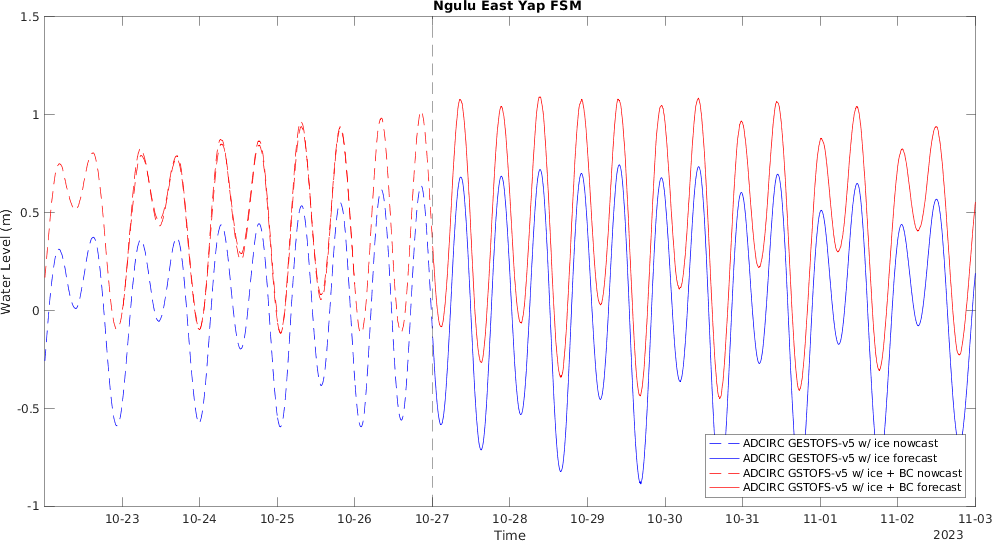 Ngulu East Yap FSM
1.5
1
0.5
0
-0.5
-1
Water Level (m)
ADCIRC GESTOFS-v5 w/ ice nowcast
ADCIRC GESTOFS-v5 w/ ice forecast
ADCIRC GSTOFS-v5 w/ ice + BC nowcast
ADCIRC GSTOFS-v5 w/ ice + BC forecast
10-23 10-24 10-25 10-26 10-27 10-28 10-29 10-30 10-31 11-01 11-02 11-03
Time
2023